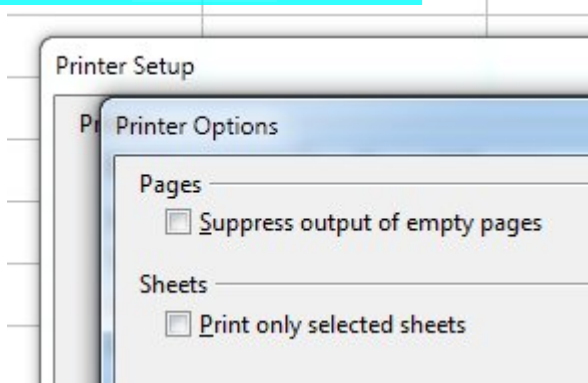 Printer Setup
Printer Options
Pages
Suppress output of empty pages
Sheets
Print only selected sheets